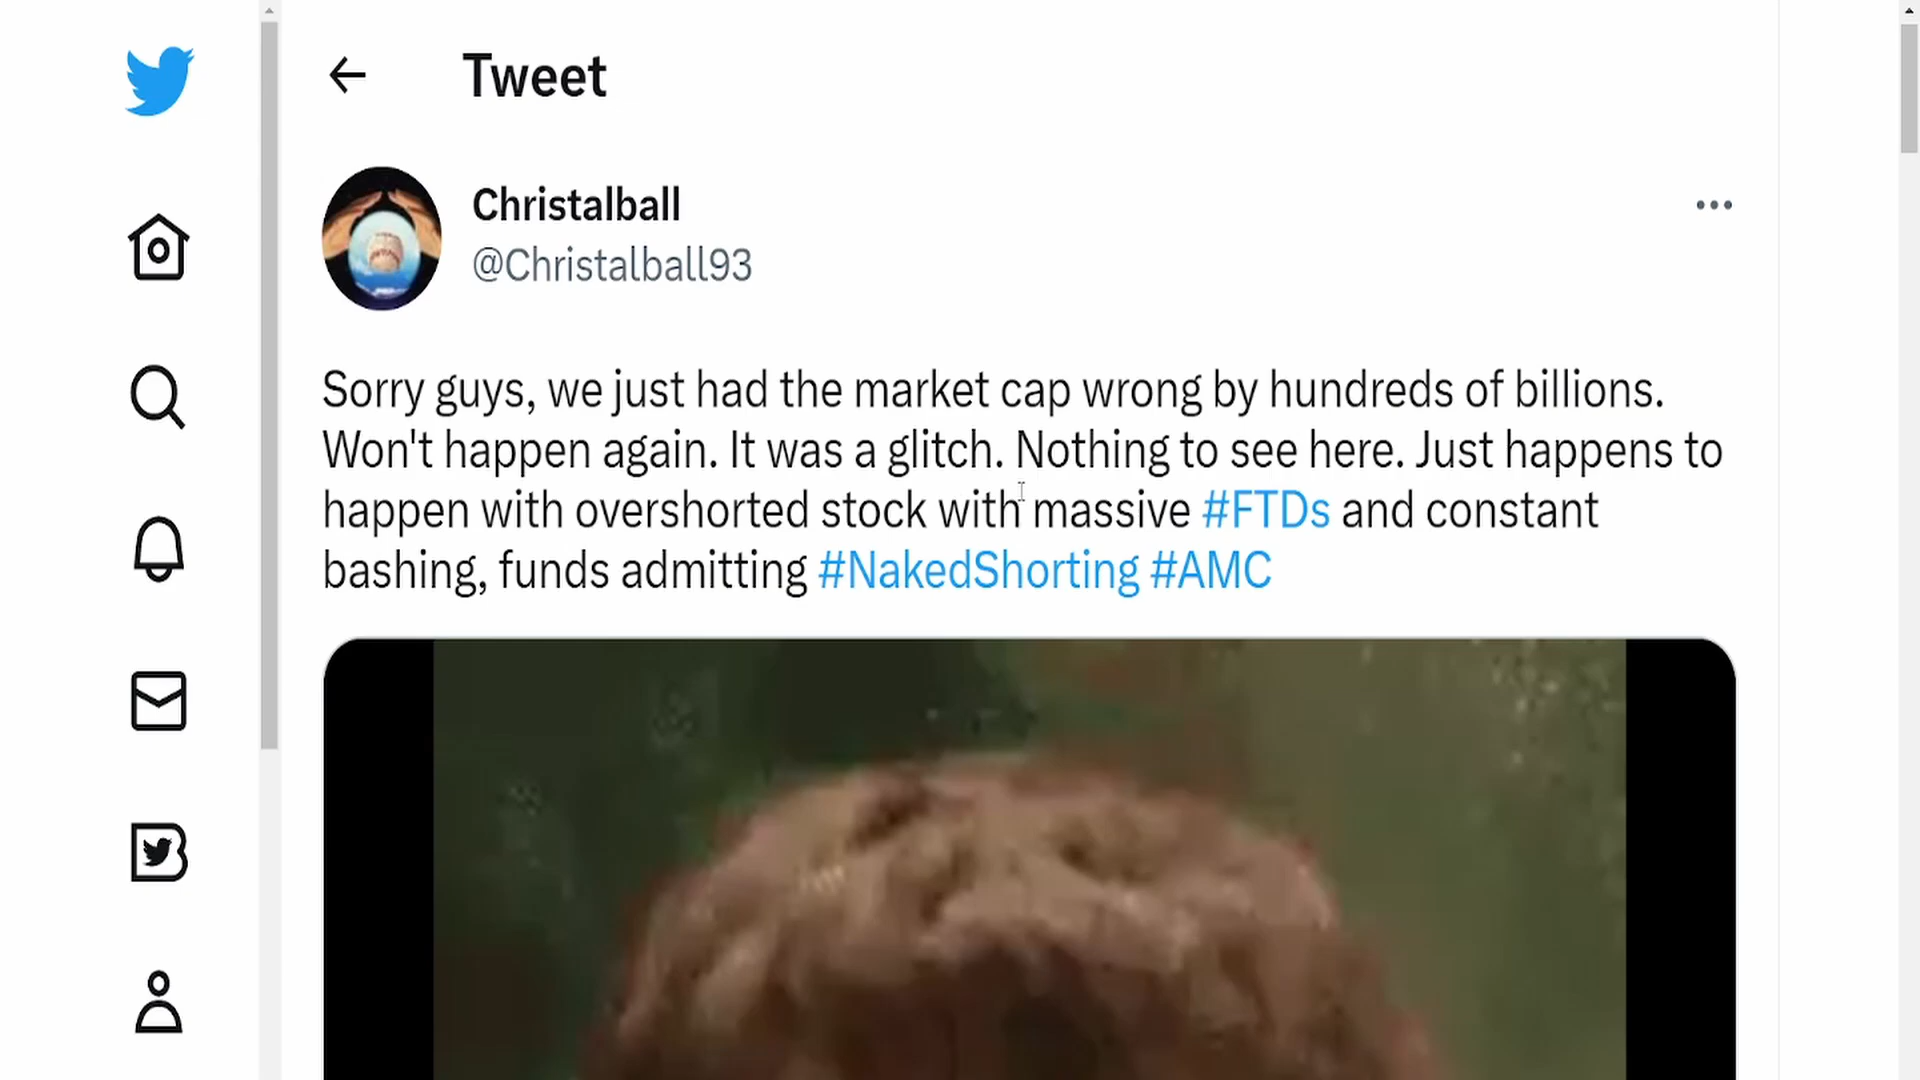 Tweet
Christalball
@Christalball93
Sorry guys, we just had the market cap wrong by hundreds of billions.
Won't happen again. It was a glitch. Nothing to see here. Just happens to
happen with overshorted stock with massive #FTDs and constant
bashing, funds admitting #NakedShorting #AMC